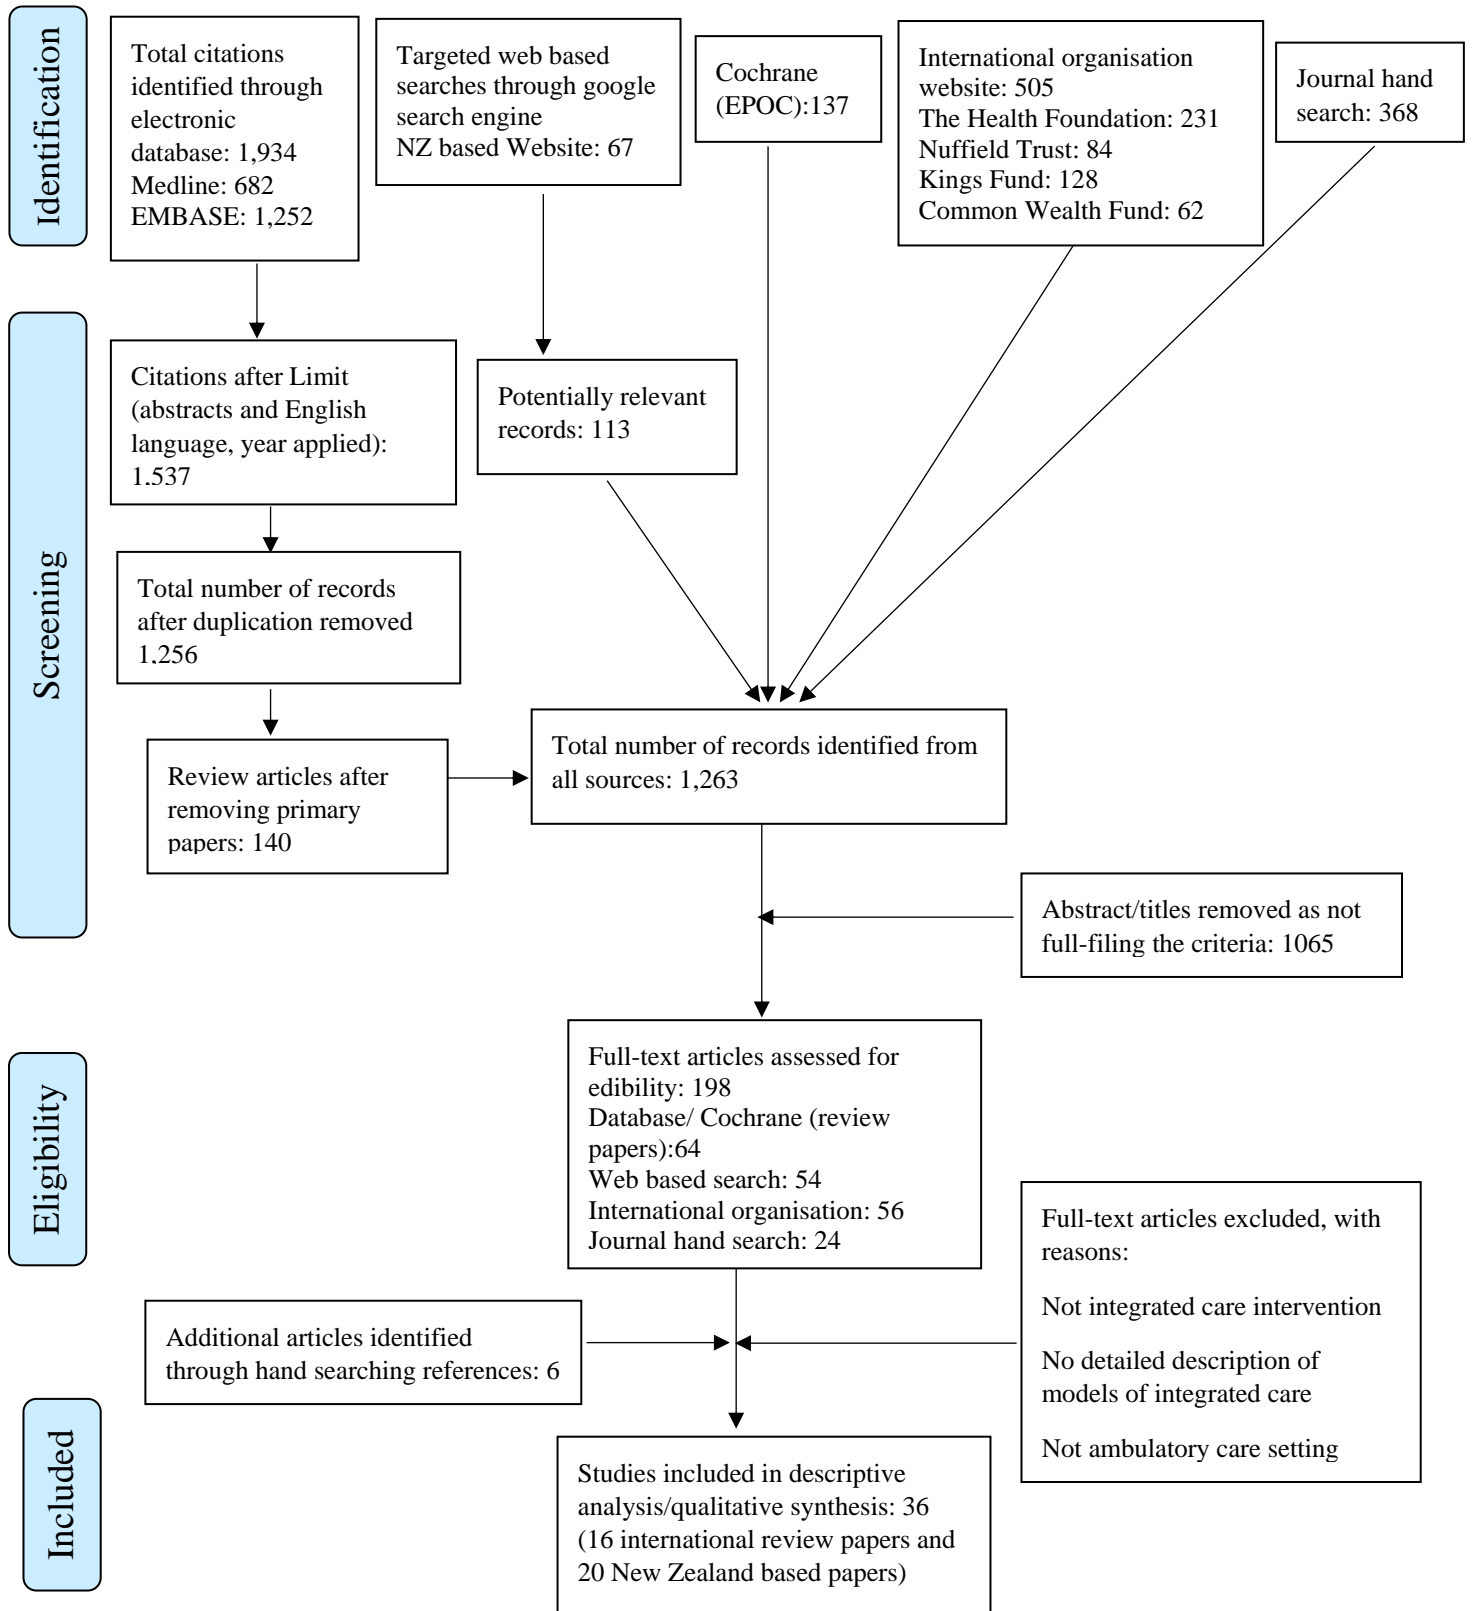 Identification
Total citations
identified through
electronic
database: 1,934
Medline: 682
EMBASE: 1,252
Targeted web based
searches through google
search engine
NZ based Website: 67
Cochrane
(EPOC):137
International organisation
website: 505
The Health Foundation: 231
Nuffield Trust: 84
Kings Fund: 128
Common Wealth Fund: 62
Journal hand
search: 368
Screening
Citations after Limit
(abstracts and English
language, year applied):
1,537
Potentially relevant
records: 113
Total number of records
after duplication removed
1,256
Review articles after
removing primary
papers: 140
Total number of records identified from
all sources: 1,263
Abstract/titles removed as not
full-filing the criteria: 1065
Eligibility
Full-text articles assessed for
edibility: 198
Database/ Cochrane (review
papers):64
Web based search: 54
International organisation: 56
Journal hand search: 24
Full-text articles excluded, with
reasons:
Not integrated care intervention
No detailed description of
models of integrated care
Not ambulatory care setting
Additional articles identified
through hand searching references: 6
Included
Studies included in descriptive
analysis/qualitative synthesis: 36
(16 international review papers and
20 New Zealand based papers)